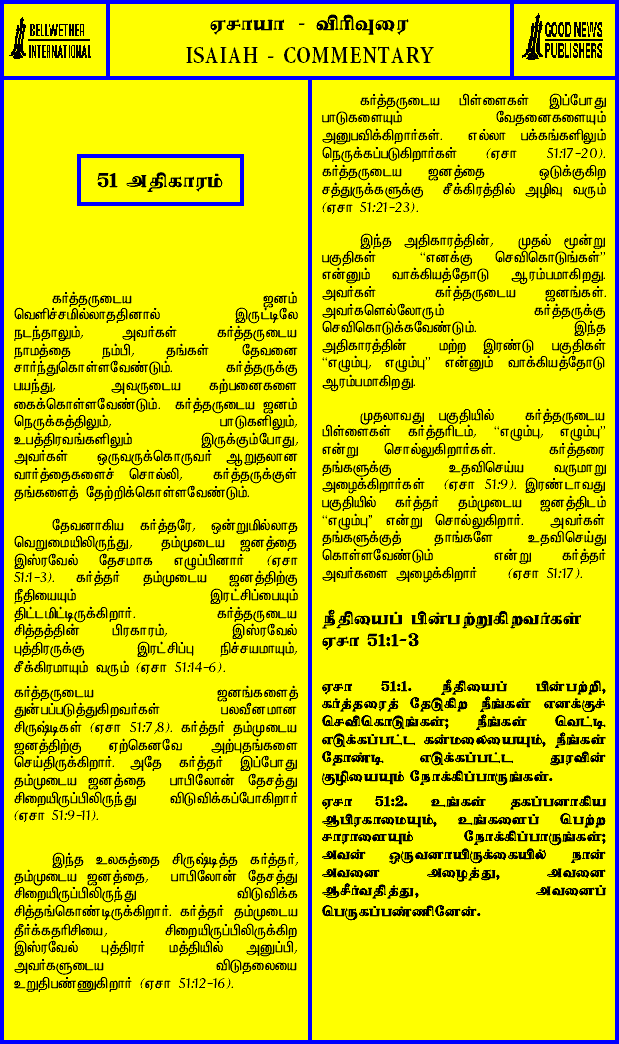 BELLWETHER
INTERNATIONAL
ஏசாயா - விரிவுரை
ISAIAH - COMMENTARY
GOOD NEWS
PUBLISHERS
51 அதிகாரம்
கர்த்தருடைய ஜனம்
வெளிச்சமில்லாததினால் இருட்டிலே
நடந்தாலும், அவர்கள் கர்த்தருடைய
நாமத்தை நம்பி, தங்கள் தேவனை
சார்ந்துகொள்ளவேண்டும். கர்த்தருக்கு
பயந்து, அவருடைய கற்பனைகளை
கைக்கொள்ளவேண்டும். கர்த்தருடைய ஜனம்
நெருக்கத்திலும், பாடுகளிலும்,
உபத்திரவங்களிலும் இருக்கும்போது,
அவர்கள் ஒருவருக்கொருவர் ஆறுதலான
வார்த்தைகளைச் சொல்லி, கர்த்தருக்குள்
தங்களைத் தேற்றிக்கொள்ளவேண்டும்.
தேவனாகிய கர்த்தரே, ஒன்றுமில்லாத
வெறுமையிலிருந்து, தம்முடைய ஜனத்தை
இஸ்ரவேல் தேசமாக எழுப்பினார் (ஏசா
51:1-3). கர்த்தர் தம்முடைய ஜனத்திற்கு
நீதியையும் இரட்சிப்பையும்
திட்டமிட்டிருக்கிறார். கர்த்தருடைய
சித்தத்தின் பிரகாரம், இஸ்ரவேல்
புத்திரருக்கு இரட்சிப்பு நிச்சயமாயும்,
சீக்கிரமாயும் வரும் (ஏசா 51:14-6).
கர்த்தருடைய ஜனங்களைத்
துன்பப்படுத்துகிறவர்கள் பலவீனமான
சிருஷ்டிகள் (ஏசா 51:7,8). கர்த்தர் தம்முடைய
ஜனத்திற்கு ஏற்கெனவே அற்புதங்களை
செய்திருக்கிறார். அதே கர்த்தர் இப்போது
தம்முடைய ஜனத்தை பாபிலோன் தேசத்து
சிறையிருப்பிலிருந்து விடுவிக்கப்போகிறார்
(ஏசா 51:9-11).
இந்த உலகத்தை சிருஷ்டித்த கர்த்தர்,
தம்முடைய ஜனத்தை, பாபிலோன் தேசத்து
சிறையிருப்பிலிருந்து விடுவிக்க
சித்தங்கொண்டிருக்கிறார். கர்த்தர் தம்முடைய
தீர்க்கதரிசியை, சிறையிருப்பிலிருக்கிற
இஸ்ரவேல் புத்திரர் மத்தியில் அனுப்பி,
அவர்களுடைய விடுதலையை
உறுதிபண்ணுகிறார் (ஏசா 51:12-16).
கர்த்தருடைய பிள்ளைகள் இப்போது
பாடுகளையும் வேதனைகளையும்
அனுபவிக்கிறார்கள். எல்லா பக்கங்களிலும்
நெருக்கப்படுகிறார்கள் (ஏசா 51:17-20).
கர்த்தருடைய ஜனத்தை ஒடுக்குகிற
சத்துருக்களுக்கு சீக்கிரத்தில் அழிவு வரும்
(ஏசா 51:21-23).
இந்த அதிகாரத்தின், முதல் மூன்று
பகுதிகள் “எனக்கு செவிகொடுங்கள்”
என்னும் வாக்கியத்தோடு ஆரம்பமாகிறது.
அவர்கள் கர்த்தருடைய ஜனங்கள்.
அவர்களெல்லோரும் கர்த்தருக்கு
செவிகொடுக்கவேண்டும். இந்த
அதிகாரத்தின் மற்ற இரண்டு பகுதிகள்
“எழும்பு, எழும்பு” என்னும் வாக்கியத்தோடு
ஆரம்பமாகிறது.
முதலாவது பகுதியில் கர்த்தருடைய
பிள்ளைகள் கர்த்தரிடம், “எழும்பு, எழும்பு”
என்று சொல்லுகிறார்கள். கர்த்தரை
தங்களுக்கு உதவிசெய்ய வருமாறு
அழைக்கிறார்கள் (ஏசா 51:9). இரண்டாவது
பகுதியில் கர்த்தர் தம்முடைய ஜனத்திடம்
“எழும்பு” என்று சொல்லுகிறார். அவர்கள்
தங்களுக்குத் தாங்களே உதவிசெய்து
கொள்ளவேண்டும் என்று கர்த்தர்
அவர்களை அழைக்கிறார் (ஏசா 51:17).
நீதியைப் பின்பற்றுகிறவர்கள்
ஏசா 51:1-3
ஏசா 51:1. நீதியைப் பின்பற்றி,
கர்த்தரைத் தேடுகிற நீங்கள் எனக்குச்
செவிகொடுங்கள்; நீங்கள் வெட்டி
எடுக்கப்பட்ட கன்மலையையும், நீங்கள்
தோண்டி எடுக்கப்பட்ட துரவின்
குழியையும் நோக்கிப்பாருங்கள்.
ஏசா 51:2. உங்கள் தகப்பனாகிய
ஆபிரகாமையும், உங்களைப் பெற்ற
சாராளையும் நோக்கிப்பாருங்கள்;
அவன் ஒருவனாயிருக்கையில் நான்
அவனை அழைத்து, அவனை
ஆசீர்வதித்து, அவனைப்
பெருகப்பண்ணினேன்.